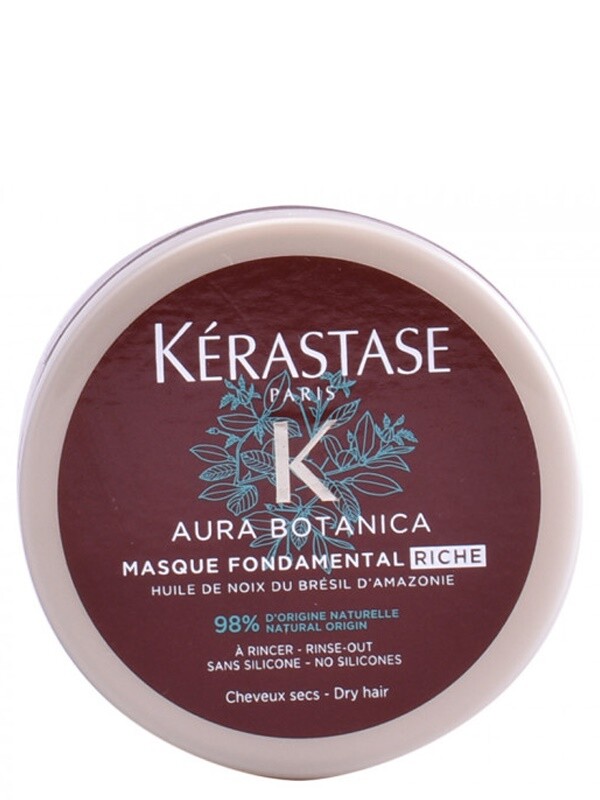 KÉRASTASE
PARIS
K
AURA BOTANICA
MASQUE FONDAMENTAL RICHE
HUILE DE NOIX DU BRÉSIL D'AMAZONIE
98% D'ORIGINE NATURELLE
NATURAL ORIGIN
À RINCER - RINSE-OUT
SANS SILICONE - NO SILICONES
Cheveux secs - Dry hair